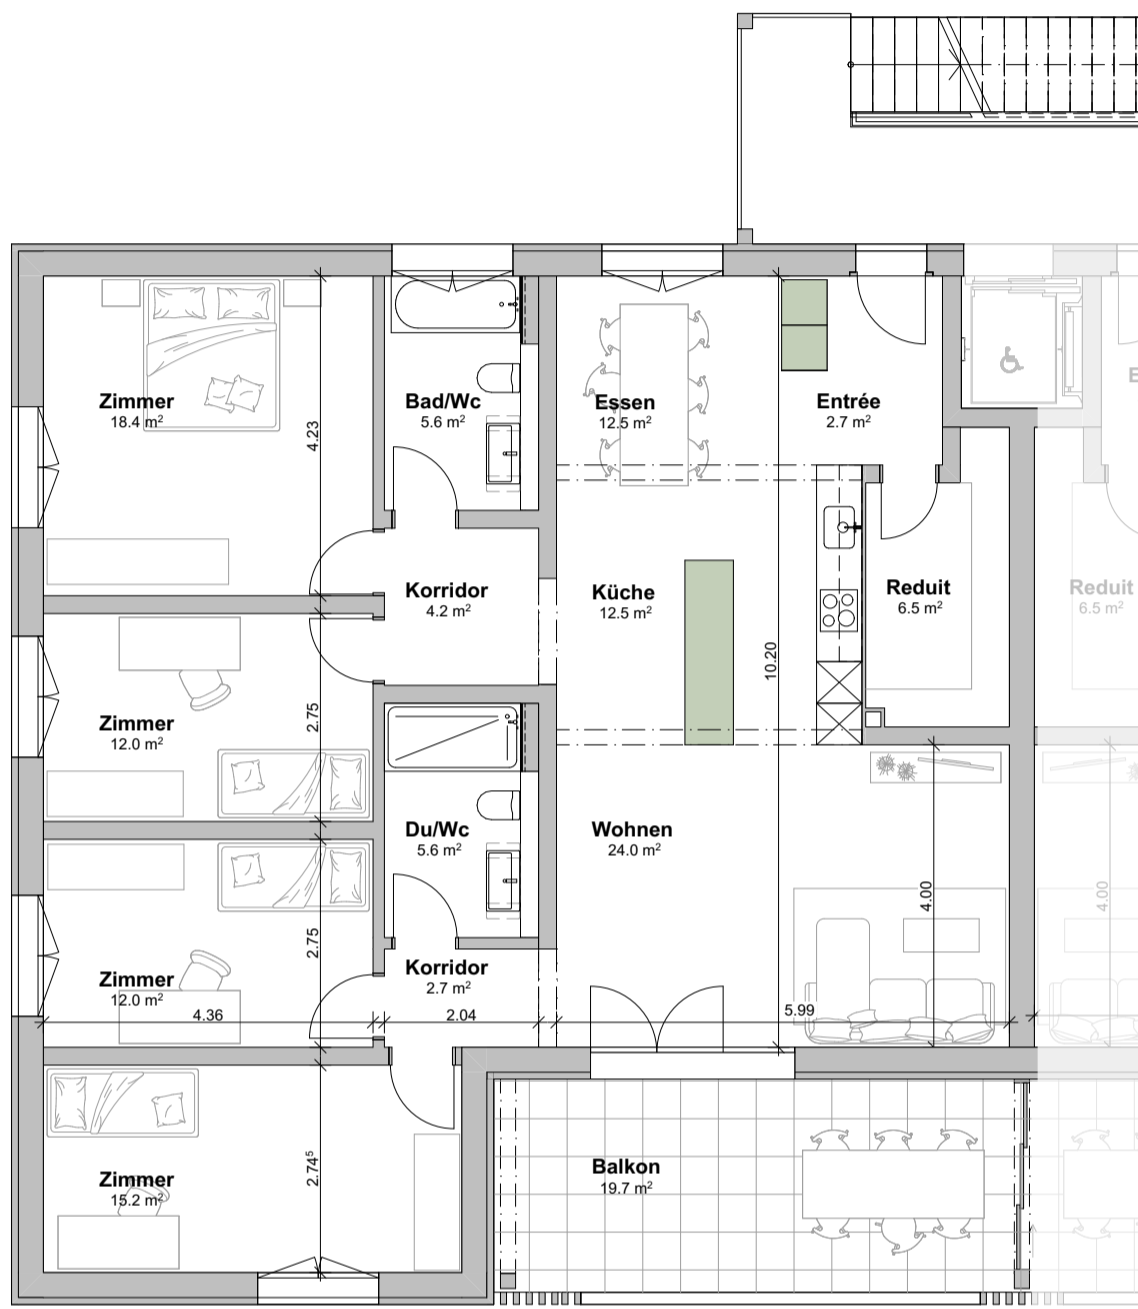 Zimmer
18.4 m²
4.23
Bad/Wc
5.6 m²
Essen
12.5 m²
Entrée
2.7 m²
E
Korridor
4.2 m²
Küche
12.5 m²
10.20
Reduit
6.5 m²
Reduit
6.5 m²
Zimmer
12.0 m²
2.75
Du/Wc
5.6 m²
Wohnen
24.0 m²
4.00
4.00
Zimmer
12.0 m²
2.75
Korridor
2.7 m²
4.36
2.04
5.99
Zimmer
15.2 m²
2.74⁵
Balkon
19.7 m²